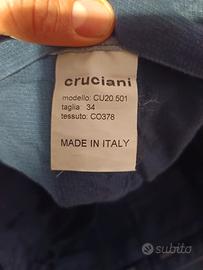 cruciani
modello: CU20.501
taglia: 34
tessuto: CO378
MADE IN ITALY
subito